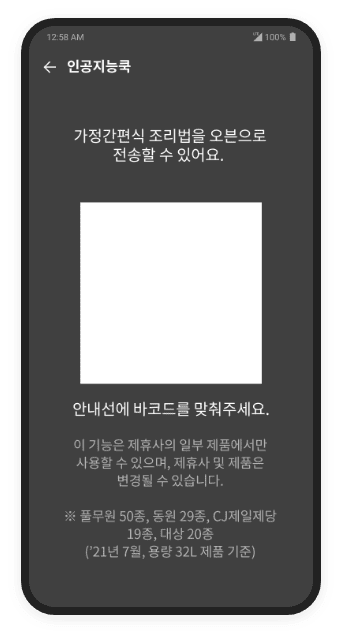 12:58 AM
100%
인공지능쿡
가정간편식 조리법을 오븐으로
전송할 수 있어요.
안내선에 바코드를 맞춰주세요.
이 기능은 제휴사의 일부 제품에서만
사용할 수 있으며, 제휴사 및 제품은
변경될 수 있습니다.
※ 풀무원 50종, 동원 29종, CJ제일제당
19종, 대상 20종
('21년 7월, 용량 32L 제품 기준)